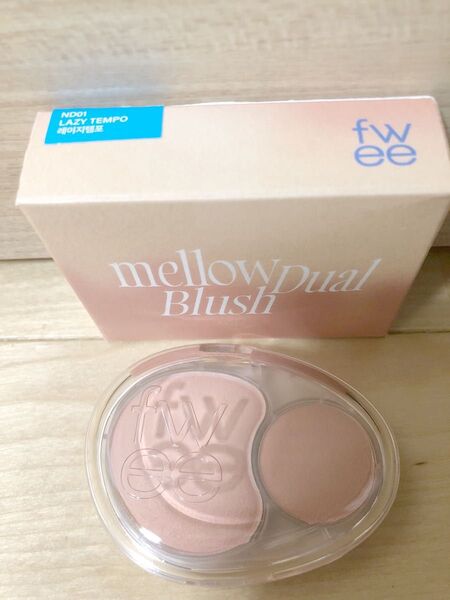 ND01
LAZY TEMPO
레이지템포
fw
ee
mellow Dual
Blush
fw
ee